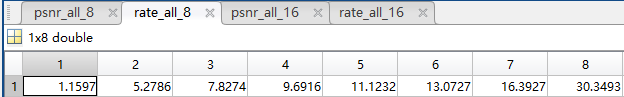 psnr_all_8 rate_all_8 psnr_all_16 rate_all_16
1x8 double
1 2 3 4 5 6 7 8
1 1.1597 5.2786 7.8274 9.6916 11.1232 13.0727 16.3927 30.3493